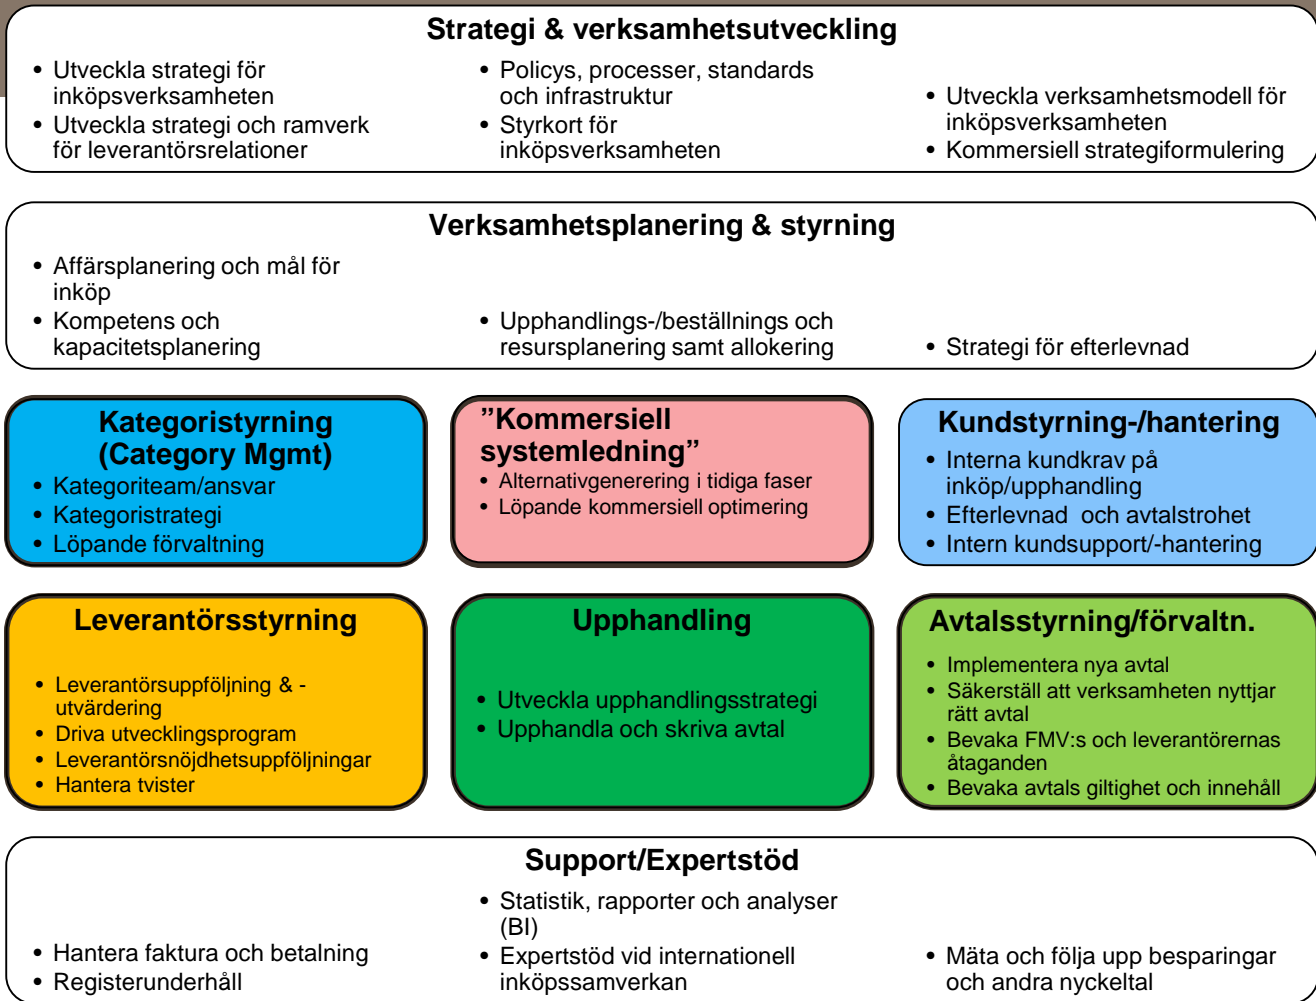 Strategi & verksamhetsutveckling
• Utveckla strategi för
inköpsverksamheten
• Utveckla strategi och ramverk
för leverantörsrelationer
• Policys, processer, standards
och infrastruktur
• Styrkort för
inköpsverksamheten
• Utveckla verksamhetsmodell för
inköpsverksamheten
• Kommersiell strategiformulering
Verksamhetsplanering & styrning
• Affärsplanering och mål för
inköp
• Kompetens och
kapacitetsplanering
• Upphandlings-/beställnings och
resursplanering samt allokering
• Strategi för efterlevnad
Kategoristyrning
(Category Mgmt)
• Kategoriteam/ansvar
• Kategoristrategi
• Löpande förvaltning
”Kommersiell
systemledning”
• Alternativgenerering i tidiga faser
• Löpande kommersiell optimering
Kundstyrning-/hantering
• Interna kundkrav på
inköp/upphandling
• Efterlevnad och avtalstrohet
• Intern kundsupport/-hantering
Leverantörsstyrning
• Leverantörsuppföljning & -
utvärdering
• Driva utvecklingsprogram
• Leverantörsnöjdhetsuppföljningar
• Hantera tvister
Upphandling
• Utveckla upphandlingsstrategi
• Upphandla och skriva avtal
Avtalsstyrning/förvaltn.
• Implementera nya avtal
• Säkerställ att verksamheten nyttjar
rätt avtal
• Bevaka FMV:s och leverantörernas
åtaganden
• Bevaka avtals giltighet och innehåll
Support/Expertstöd
• Hantera faktura och betalning
• Registerunderhåll
• Statistik, rapporter och analyser
(BI)
• Expertstöd vid internationell
inköpssamverkan
• Mäta och följa upp besparingar
och andra nyckeltal